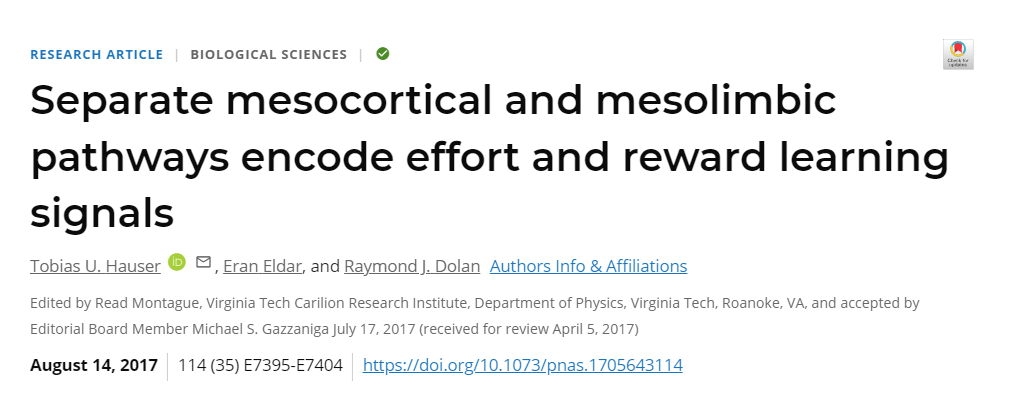 RESEARCH ARTICLE | BIOLOGICAL SCIENCES |
Check for
updates
Separate mesocortical and mesolimbic
pathways encode effort and reward learning
signals
Tobias U. Hauser iD , Eran Eldar, and Raymond J. Dolan Authors Info & Affiliations
Edited by Read Montague, Virginia Tech Carilion Research Institute, Department of Physics, Virginia Tech, Roanoke, VA, and accepted by
Editorial Board Member Michael S. Gazzaniga July 17, 2017 (received for review April 5, 2017)
August 14, 2017 | 114 (35) E7395-E7404 | https://doi.org/10.1073/pnas.1705643114